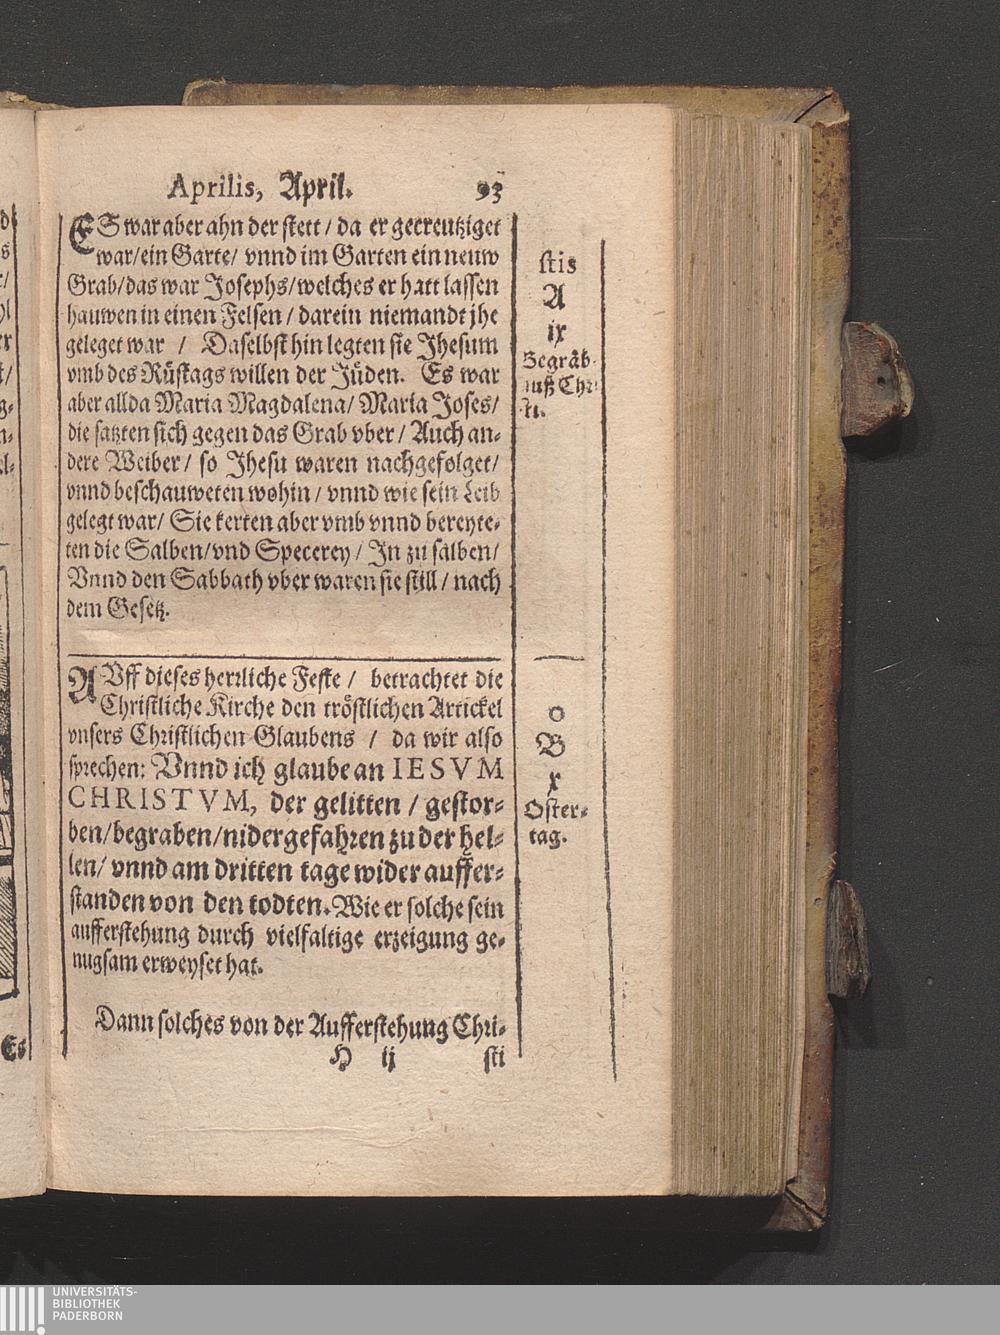 Aprilis, April. 93
ES war aber ahn der stett / da er gecreutziget
war / ein Garte / vnnd im Garten ein neuw
Grab / das war Josephs / welches er hatt lassen
hauwen in einen Felsen / darein niemandt jhe
geleget war / Daselbst hin legten sie Jhesum
vmb des Rüstags willen der Jüden. Es war
aber allda Maria Magdalena / Maria Joses /
die satzten sich gegen das Grab vber / Auch an-
dere Weiber / so Jhesu waren nachgefolget /
vnnd beschauweten wohin / vnnd wie sein Leib
gelegt war / Sie kerten aber vmb vnnd bereyte-
ten die Salben / vnd Specerey / Jn zu salben /
Vnnd den Sabbath vber waren sie still / nach
dem Gesetz.
stis
A
ix
Begräb-
nuß Chri
sti.
AVff dieses herrliche Feste / betrachtet die
Christliche Kirche den tröstlichen Artickel
vnsers Christlichen Glaubens / da wir also
sprechen: Vnnd ich glaube an IESVM
CHRISTVM, der gelitten / gestor-
ben / begraben / nidergefahren zu der hel-
len / vnnd am dritten tage wider auffer-
standen von den todten. Wie er solche sein
aufferstehung durch vielfaltige erzeigung ge-
nugsam erweyset hat.
o
B
x
Oster-
tag.
Dann solches von der Aufferstehung Chri-
H ij sti
Es
UNIVERSITÄTS-
BIBLIOTHEK
PADERBORN